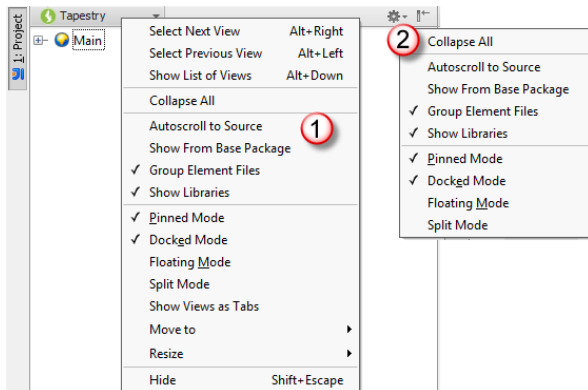 1: Project
Tapestry
Main
Select Next View Alt+Right
Select Previous View Alt+Left
Show List of Views Alt+Down
Collapse All
Autoscroll to Source
Show From Base Package
✓ Group Element Files
✓ Show Libraries
✓ Pinned Mode
✓ Docked Mode
Floating Mode
Split Mode
Show Views as Tabs
Move to
Resize
Hide Shift+Escape
1
2
Collapse All
Autoscroll to Source
Show From Base Package
✓ Group Element Files
✓ Show Libraries
✓ Pinned Mode
✓ Docked Mode
Floating Mode
Split Mode